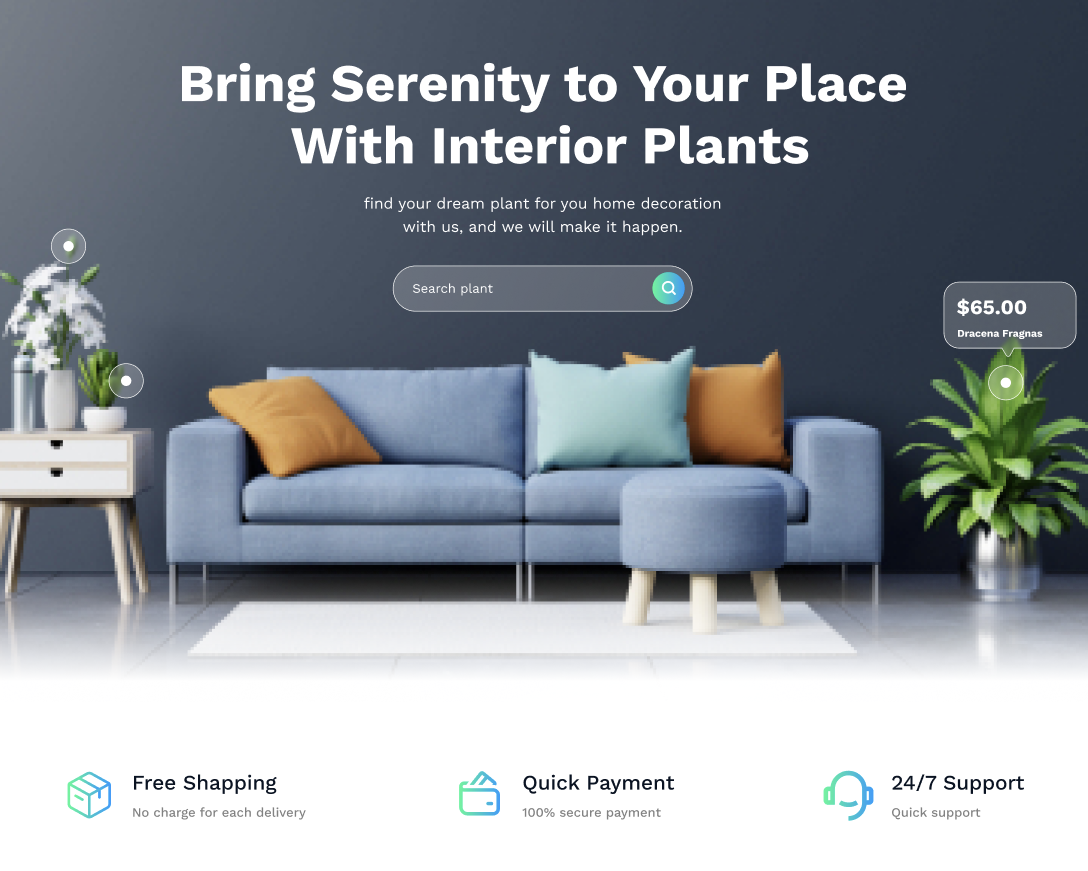 Bring Serenity to Your Place
With Interior Plants
find your dream plant for you home decoration
with us, and we will make it happen.
Search plant
$65.00
Dracena Fragnas
Free Shapping
No charge for each delivery
Quick Payment
100% secure payment
24/7 Support
Quick support